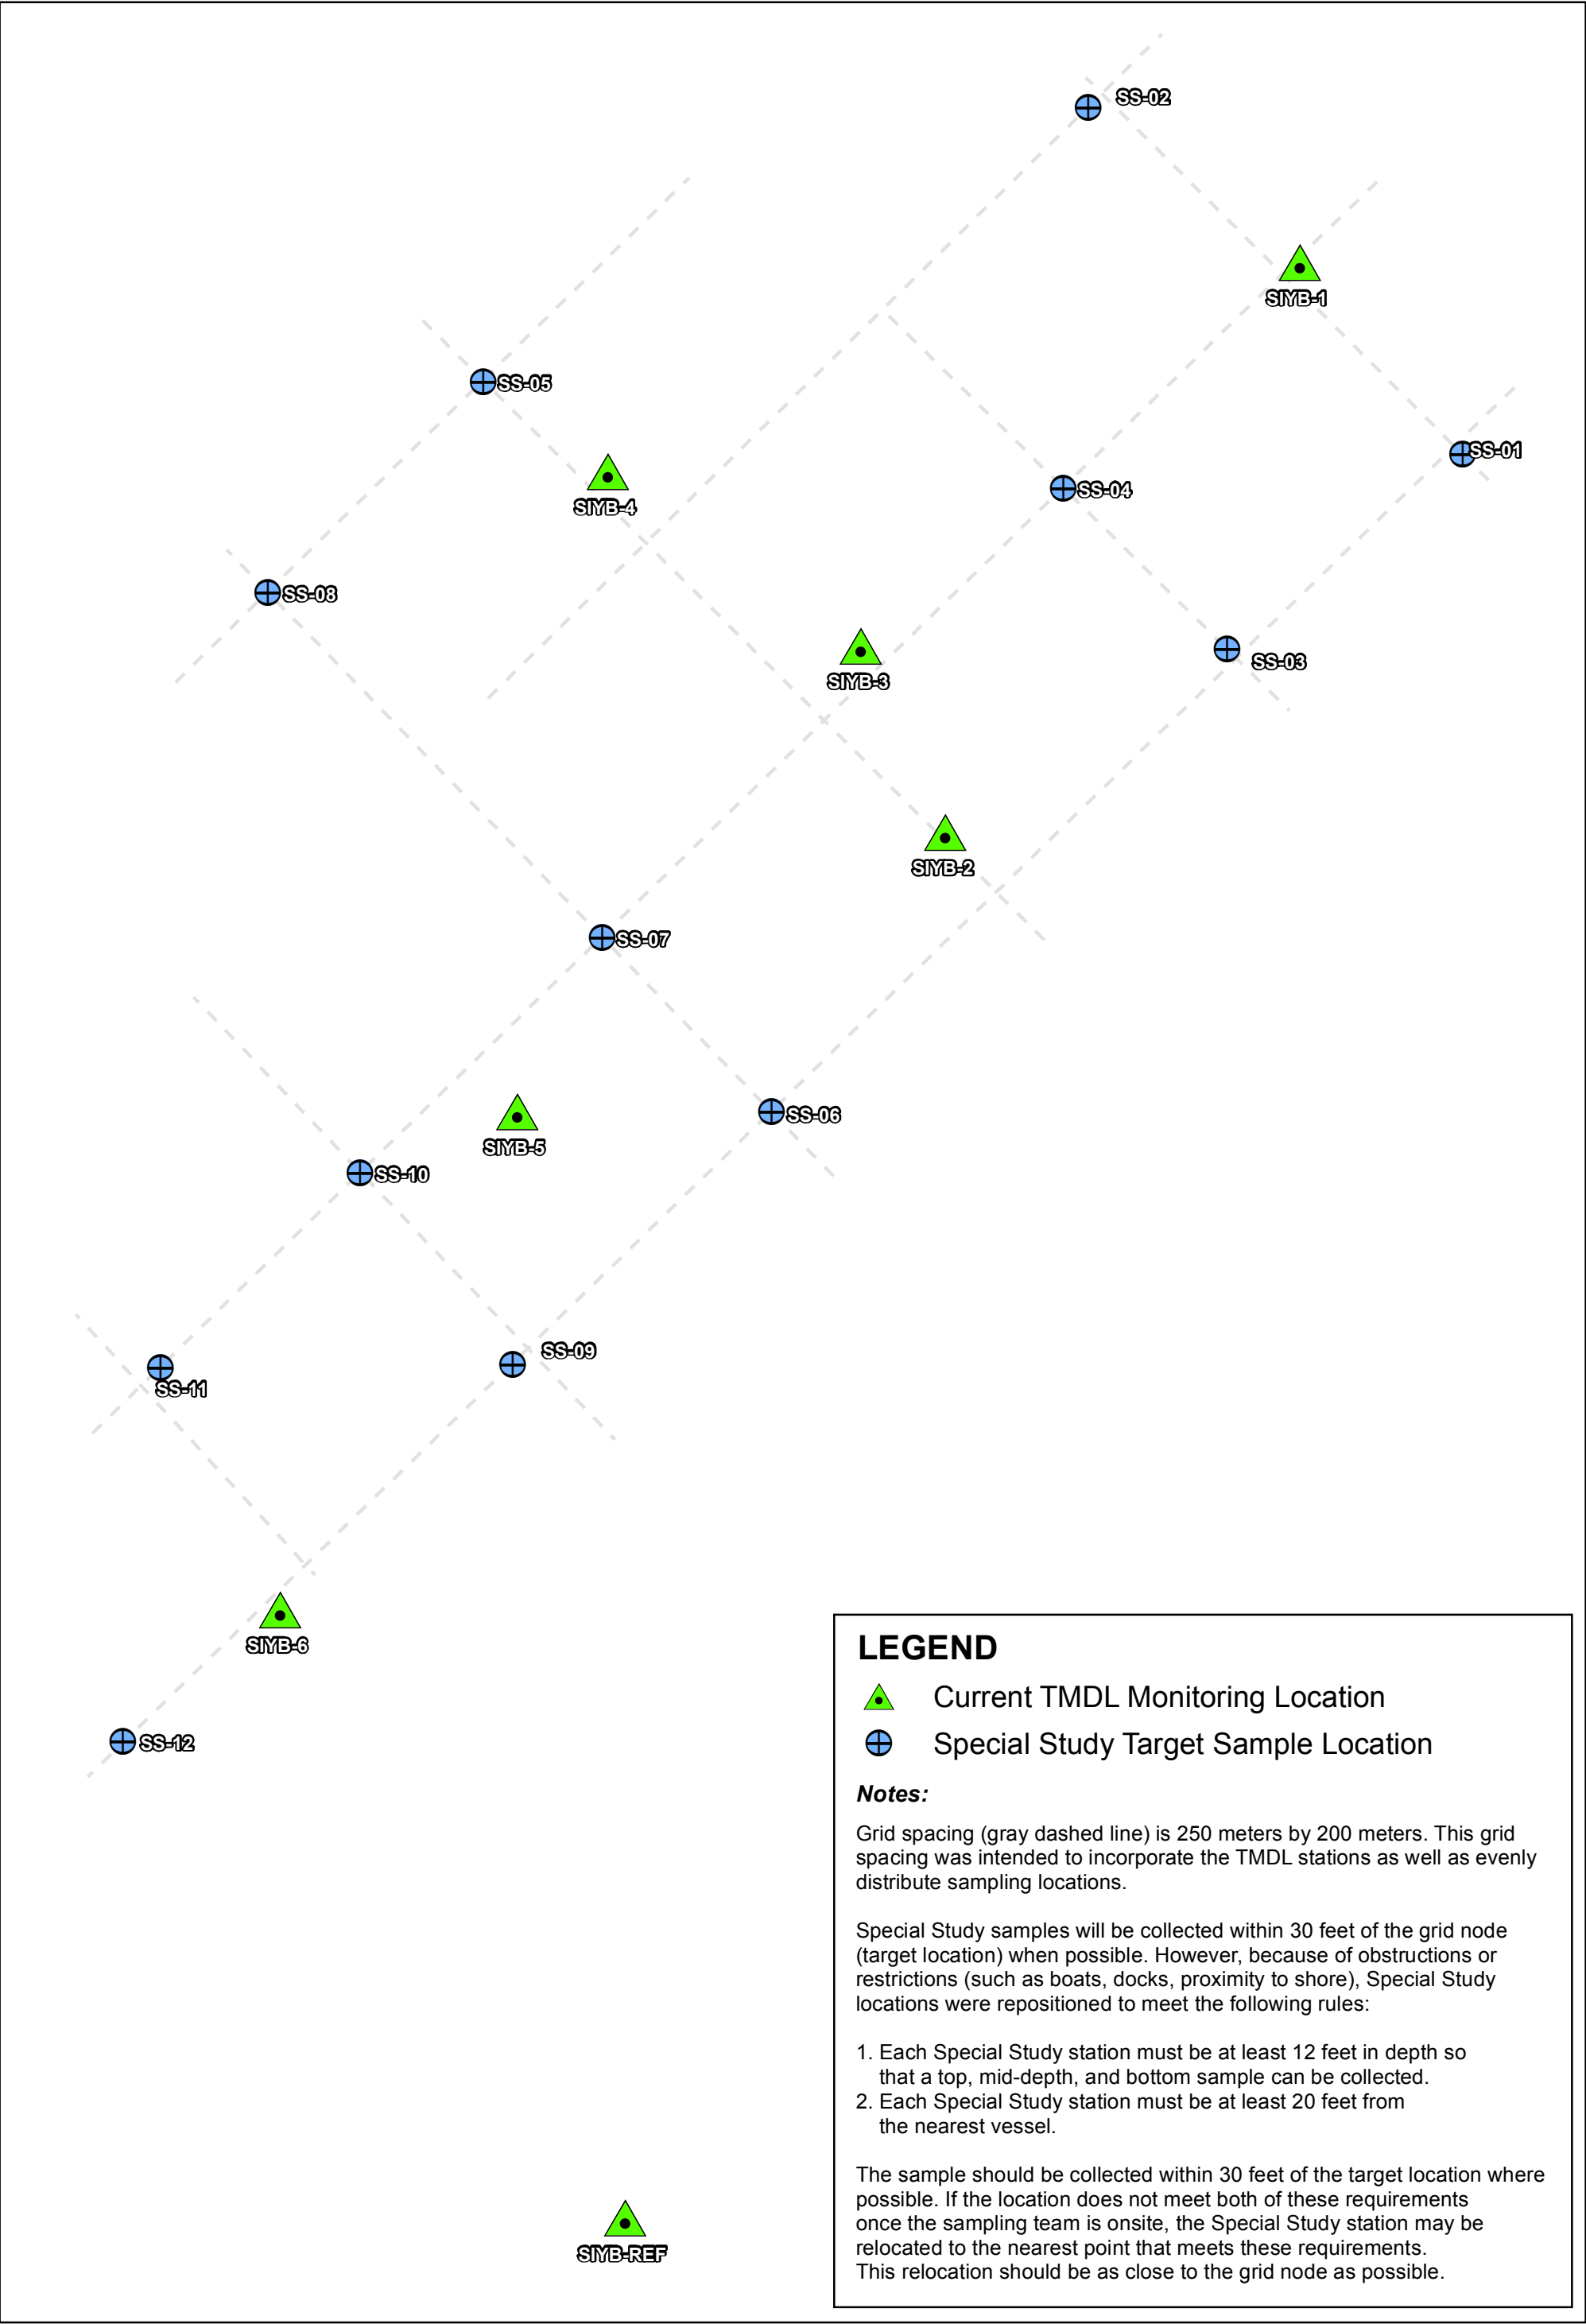 SS-02
SIYB-1
SS-05
SS-01
SIYB-4
SS-04
SS-08
SS-03
SIYB-3
SIYB-2
SS-07
SS-06
SIYB-5
SS-10
SS-09
SS-11
SIYB-6
SS-12
SIYB-REF
LEGEND
Current TMDL Monitoring Location
Special Study Target Sample Location
Notes:
Grid spacing (gray dashed line) is 250 meters by 200 meters. This grid
spacing was intended to incorporate the TMDL stations as well as evenly
distribute sampling locations.
Special Study samples will be collected within 30 feet of the grid node
(target location) when possible. However, because of obstructions or
restrictions (such as boats, docks, proximity to shore), Special Study
locations were repositioned to meet the following rules:
1. Each Special Study station must be at least 12 feet in depth so
that a top, mid-depth, and bottom sample can be collected.
2. Each Special Study station must be at least 20 feet from
the nearest vessel.
The sample should be collected within 30 feet of the target location where
possible. If the location does not meet both of these requirements
once the sampling team is onsite, the Special Study station may be
relocated to the nearest point that meets these requirements.
This relocation should be as close to the grid node as possible.